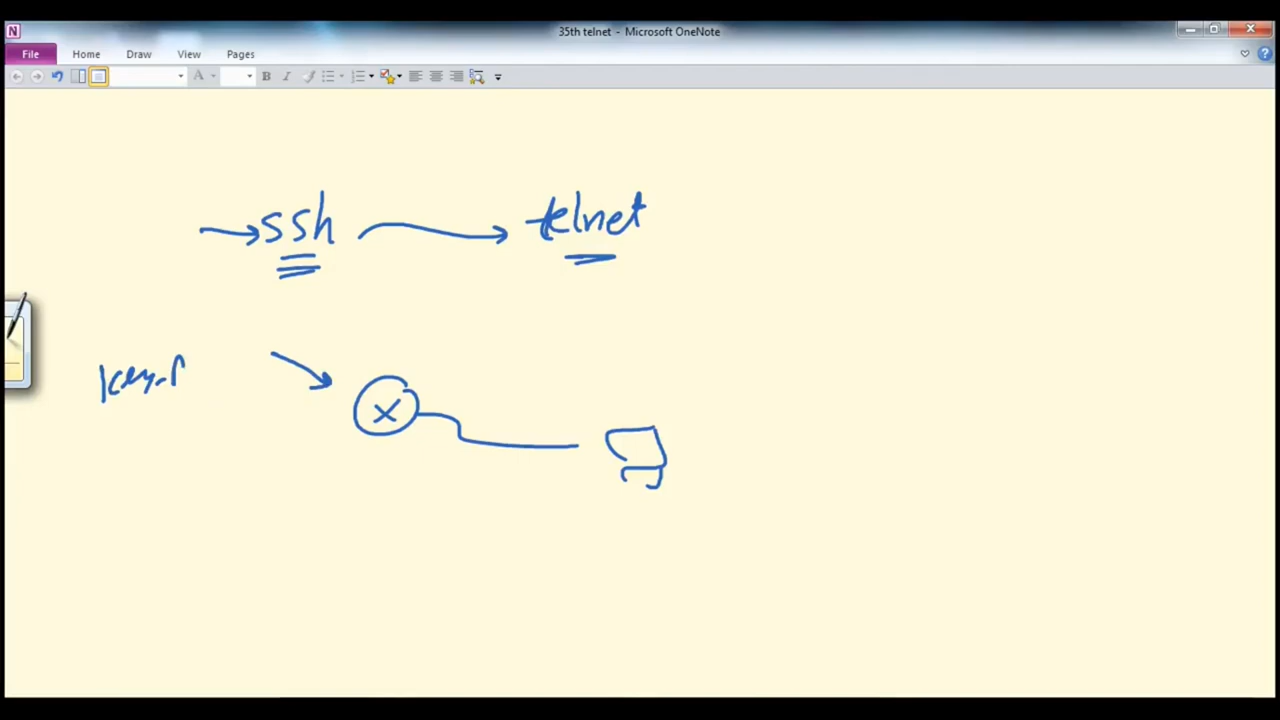 35th telnet - Microsoft OneNote
File Home Draw View Pages
ssh telnet